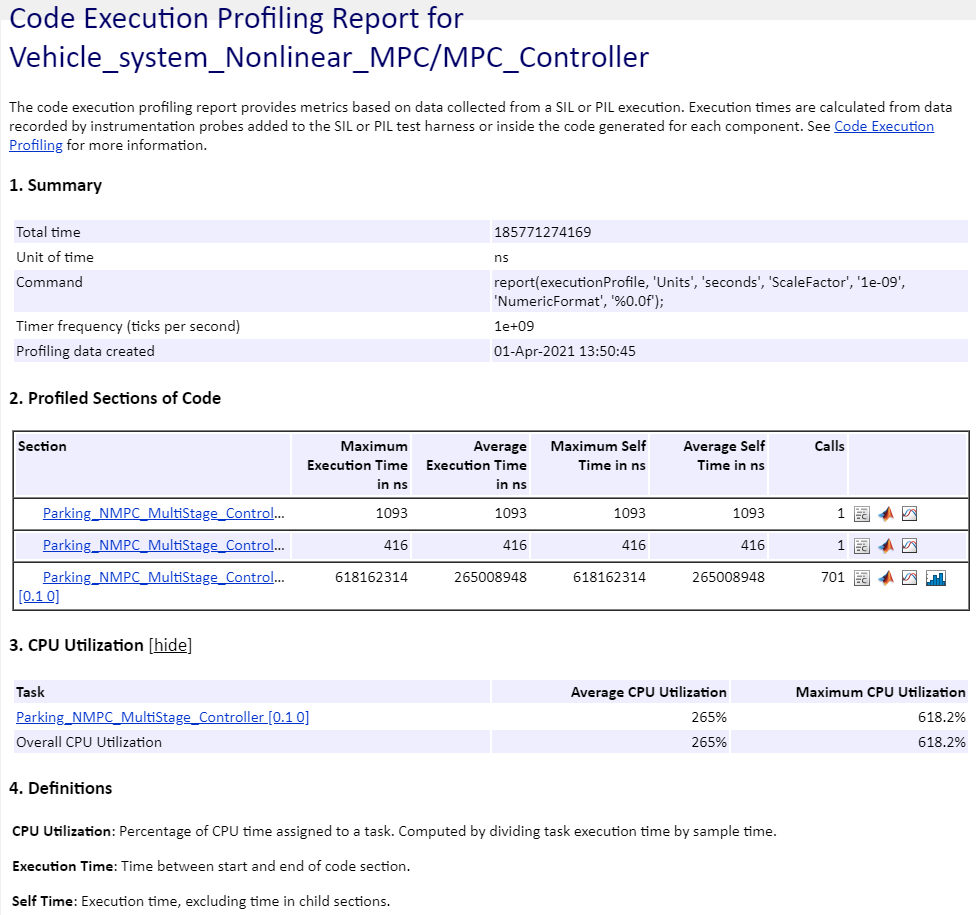 Code Execution Profiling Report for
Vehicle_system_Nonlinear_MPC/MPC_Controller
The code execution profiling report provides metrics based on data collected from a SIL or PIL execution. Execution times are calculated from data
recorded by instrumentation probes added to the SIL or PIL test harness or inside the code generated for each component. See Code Execution
Profiling for more information.
1. Summary
Total time 185771274169
Unit of time ns
Command report(executionProfile, 'Units', 'seconds', 'ScaleFactor', '1e-09',
'NumericFormat', '%0.0f');
Timer frequency (ticks per second) 1e+09
Profiling data created 01-Apr-2021 13:50:45
2. Profiled Sections of Code
Section Maximum Average Maximum Self Average Self Calls
Execution Time Execution Time Time in ns Time in ns
in ns in ns
Parking_NMPC_MultiStage_Control... 1093 1093 1093 1093 1
Parking_NMPC_MultiStage_Control... 416 416 416 416 1
Parking_NMPC_MultiStage_Control... 618162314 265008948 618162314 265008948 701
[0.1 0]
3. CPU Utilization [hide]
Task Average CPU Utilization Maximum CPU Utilization
Parking_NMPC_MultiStage_Controller [0.1 0] 265% 618.2%
Overall CPU Utilization 265% 618.2%
4. Definitions
CPU Utilization: Percentage of CPU time assigned to a task. Computed by dividing task execution time by sample time.
Execution Time: Time between start and end of code section.
Self Time: Execution time, excluding time in child sections.